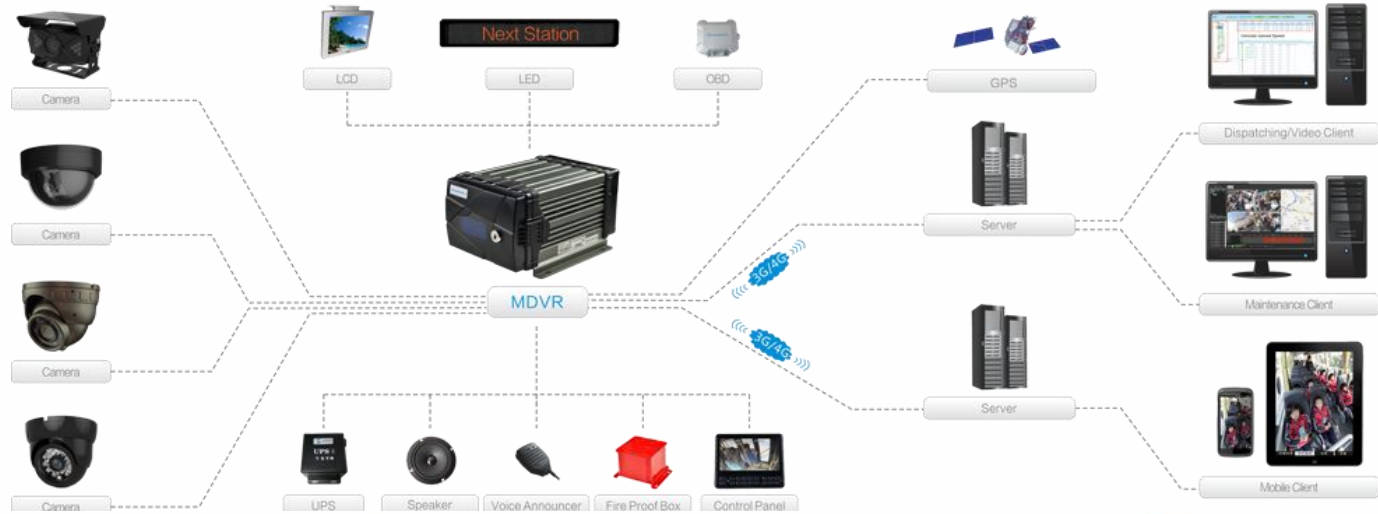 Next Station
LCD
LED
OBD
GPS
Camera
Dispatching/Video Client
Camera
Server
3G/4G
MDVR
Maintenance Client
3G/4G
Camera
Server
UPS
Camera
UPS
Speaker
Voice Announcer
Fire Proof Box
Control Panel
Mobile Client